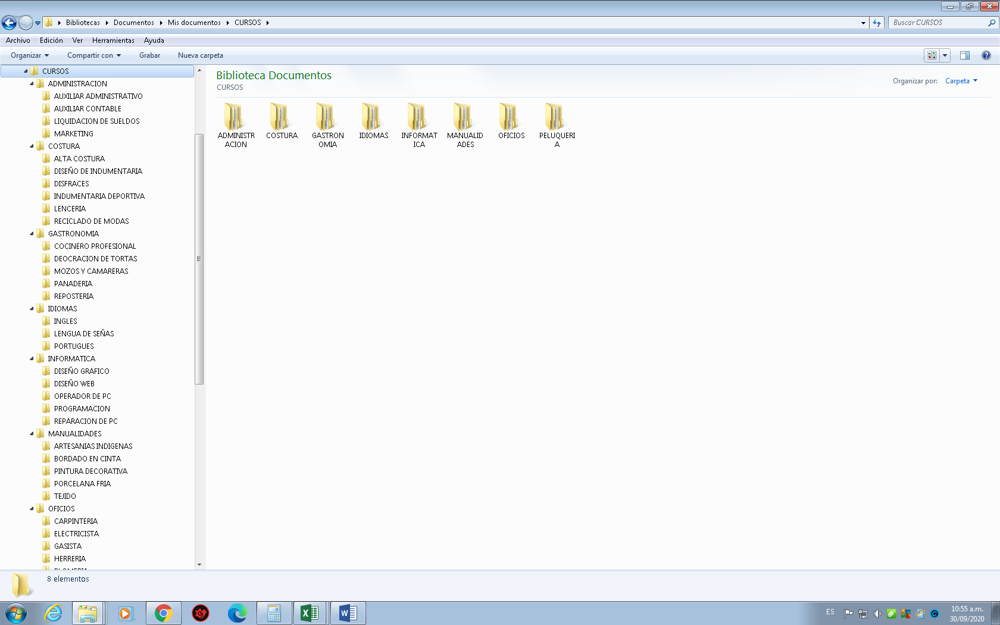 Bibliotecas Documentos Mis documentos CURSOS
Buscar CURSOS
Archivo Edición Ver Herramientas Ayuda
Organizar Compartir con Grabar Nueva carpeta
CURSOS
ADMINISTRACION
AUXILIAR ADMINISTRATIVO
AUXILIAR CONTABLE
LIQUIDACION DE SUELDOS
MARKETING
COSTURA
ALTA COSTURA
DISEÑO DE INDUMENTARIA
DISFRACES
INDUMENTARIA DEPORTIVA
LENCERIA
RECICLADO DE MODAS
GASTRONOMIA
COCINERO PROFESIONAL
DEOCRACION DE TORTAS
MOZOS Y CAMARERAS
PANADERIA
REPOSTERIA
IDIOMAS
INGLES
LENGUA DE SEÑAS
PORTUGUES
INFORMATICA
DISEÑO GRAFICO
DISEÑO WEB
OPERADOR DE PC
PROGRAMACION
REPARACION DE PC
MANUALIDADES
ARTESANIAS INDIGENAS
BORDADO EN CINTA
PINTURA DECORATIVA
PORCELANA FRIA
TEJIDO
OFICIOS
CARPINTERIA
ELECTRICISTA
GASISTA
HERRERIA
Biblioteca Documentos
CURSOS
Organizar por: Carpeta
ADMINISTR
ACION
COSTURA
GASTRON
OMIA
IDIOMAS
INFORMAT
ICA
MANUALID
ADES
OFICIOS
PELUQUERI
A
8 elementos
ES
10:55 a.m.
30/09/2020